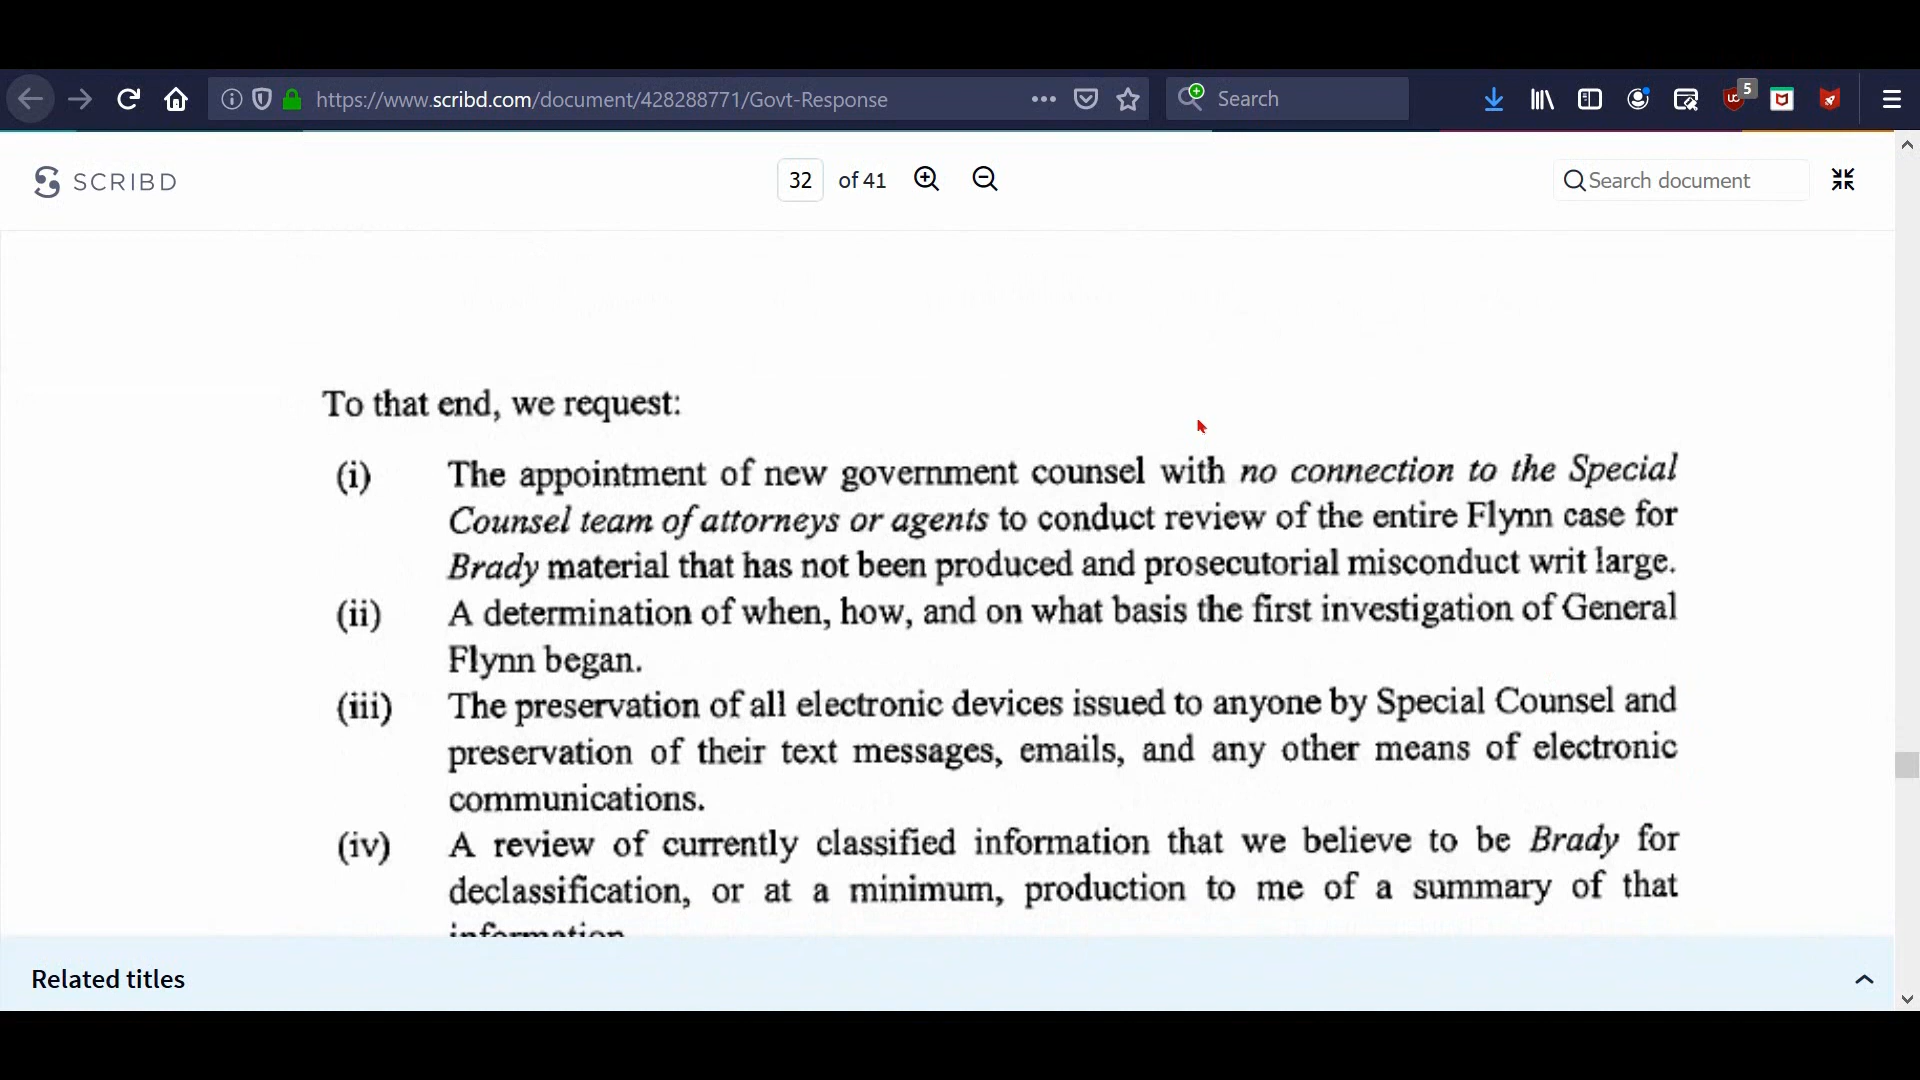 https://www.scribd.com/document/428288771/Govt-Response
Search
5
SCRIBD
32 of 41
Search document
To that end, we request:
(i) The appointment of new government counsel with no connection to the Special
Counsel team of attorneys or agents to conduct review of the entire Flynn case for
Brady material that has not been produced and prosecutorial misconduct writ large.
(ii) A determination of when, how, and on what basis the first investigation of General
Flynn began.
(iii) The preservation of all electronic devices issued to anyone by Special Counsel and
preservation of their text messages, emails, and any other means of electronic
communications.
(iv) A review of currently classified information that we believe to be Brady for
declassification, or at a minimum, production to me of a summary of that
information
Related titles